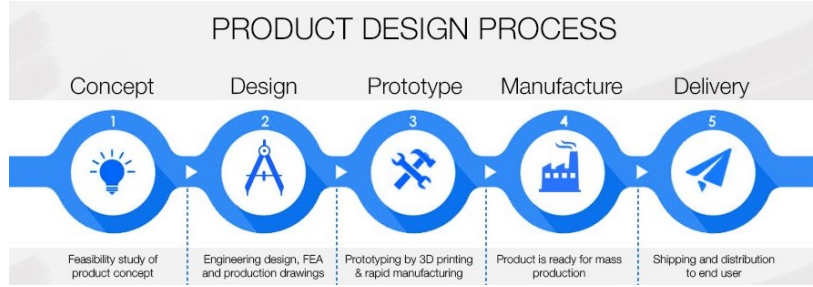 PRODUCT DESIGN PROCESS
Concept
Design
Prototype
Manufacture
Delivery
1
2
3
4
5
Feasibility study of
product concept
Engineering design, FEA
and production drawings
Prototyping by 3D printing
& rapid manufacturing
Product is ready for mass
production
Shipping and distribution
to end user